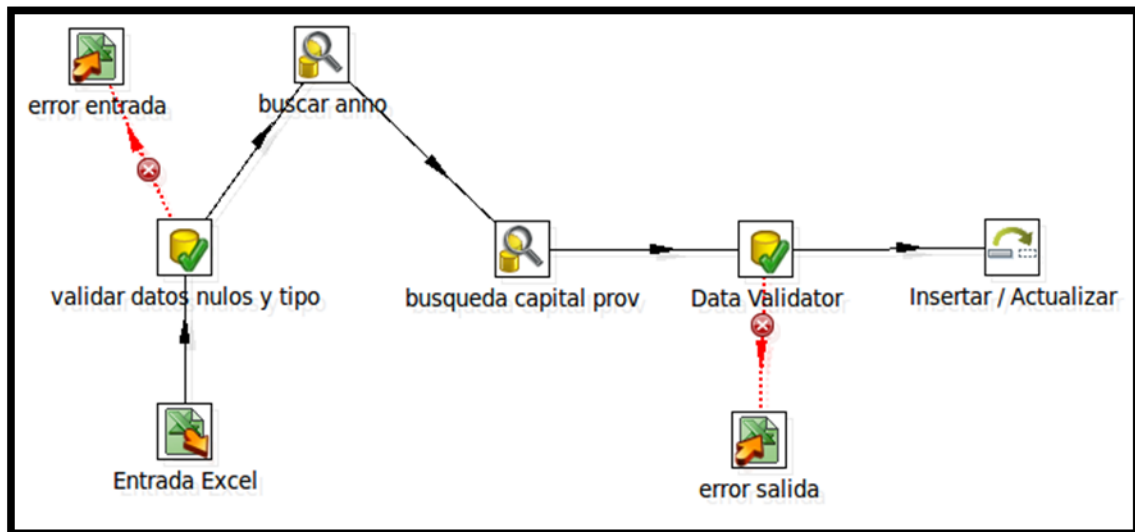 error entrada
buscar anno
validar datos nulos y tipo
busqueda capital prov
Data Validator
Insertar / Actualizar
Entrada Excel
error salida